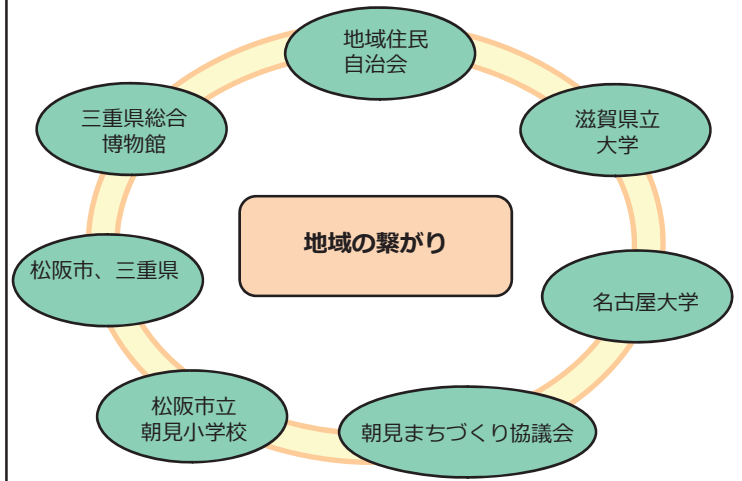 地域住民
自治会
三重県総合
博物館
滋賀県立
大学
地域の繋がり
松阪市、三重県
名古屋大学
松阪市立
朝見小学校
朝見まちづくり協議会